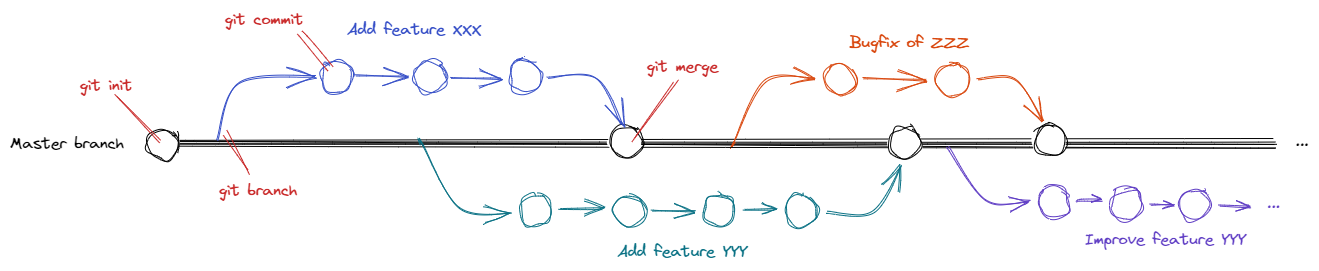 git commit
Add feature XXX
Bugfix of ZZZ
git init
git merge
Master branch
...
git branch
...
Add feature YYY
Improve feature YYY